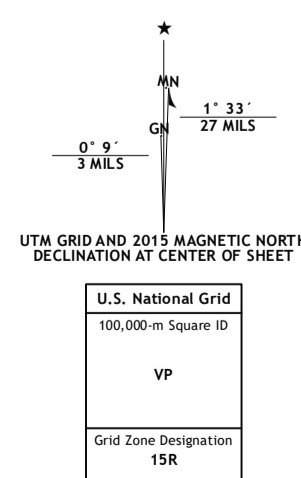 ★
MN
GN
1° 33´
27 MILS
0° 9´
3 MILS
UTM GRID AND 2015 MAGNETIC NORTH
DECLINATION AT CENTER OF SHEET
U.S. National Grid
100,000-m Square ID
VP
Grid Zone Designation
15R